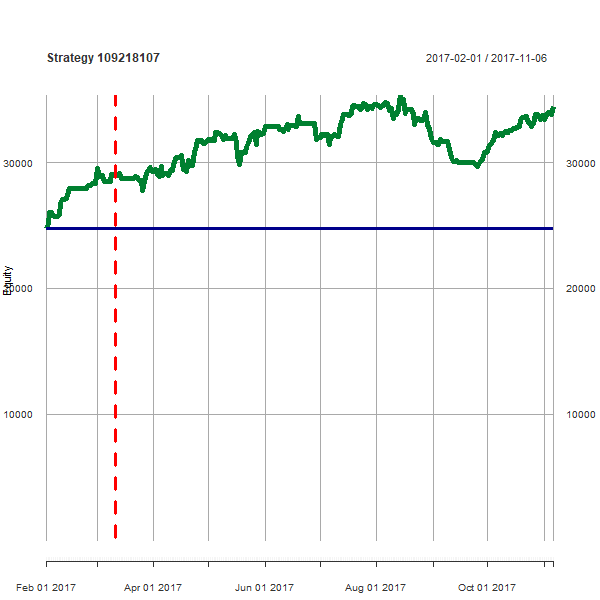 Strategy 109218107
2017-02-01 / 2017-11-06
30000
30000
Equity
20000
20000
10000
10000
Feb 01 2017
Apr 01 2017
Jun 01 2017
Aug 01 2017
Oct 01 2017